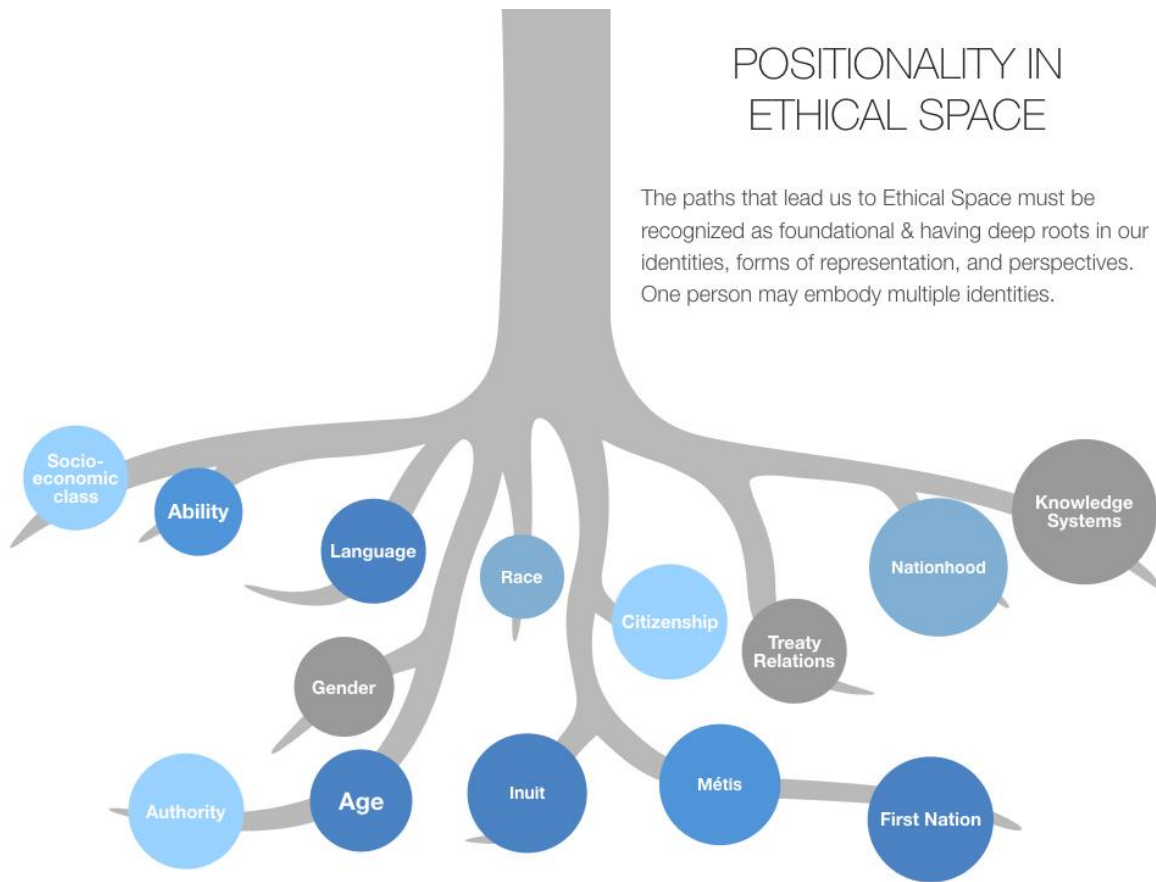 POSITIONALITY IN
ETHICAL SPACE
The paths that lead us to Ethical Space must be
recognized as foundational & having deep roots in our
identities, forms of representation, and perspectives.
One person may embody multiple identities.
Socio-
economic
class
Ability
Language
Race
Citizenship
Treaty
Relations
Nationhood
Knowledge
Systems
Gender
Authority
Age
Inuit
Métis
First Nation